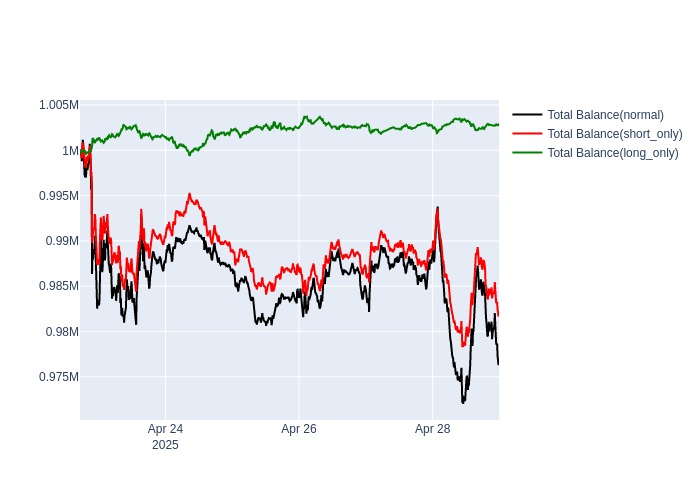 1.005M
1M
0.995M
0.99M
0.985M
0.98M
0.975M
Apr 24
2025
Apr 26
Apr 28
Total Balance(normal)
Total Balance(short_only)
Total Balance(long_only)